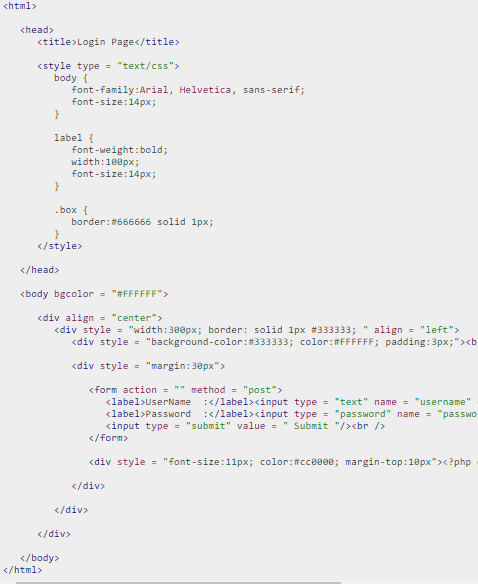 <html>
<head>
<title>Login Page</title>
<style type = "text/css">
body {
font-family:Arial, Helvetica, sans-serif;
font-size:14px;
}
label {
font-weight:bold;
width:100px;
font-size:14px;
}
.box {
border:#666666 solid 1px;
}
</style>
</head>
<body bgcolor = "#FFFFFF">
<div align = "center">
<div style = "width:300px; border: solid 1px #333333; " align = "left">
<div style = "background-color:#333333; color:#FFFFFF; padding:3px;"><b
<div style = "margin:30px">
<form action = "" method = "post">
<label>UserName  :</label><input type = "text" name = "username"
<label>Password  :</label><input type = "password" name = "passwo
<input type = "submit" value = " Submit "/><br />
</form>
<div style = "font-size:11px; color:#cc0000; margin-top:10px"><?php
</div>
</div>
</div>
</body>
</html>